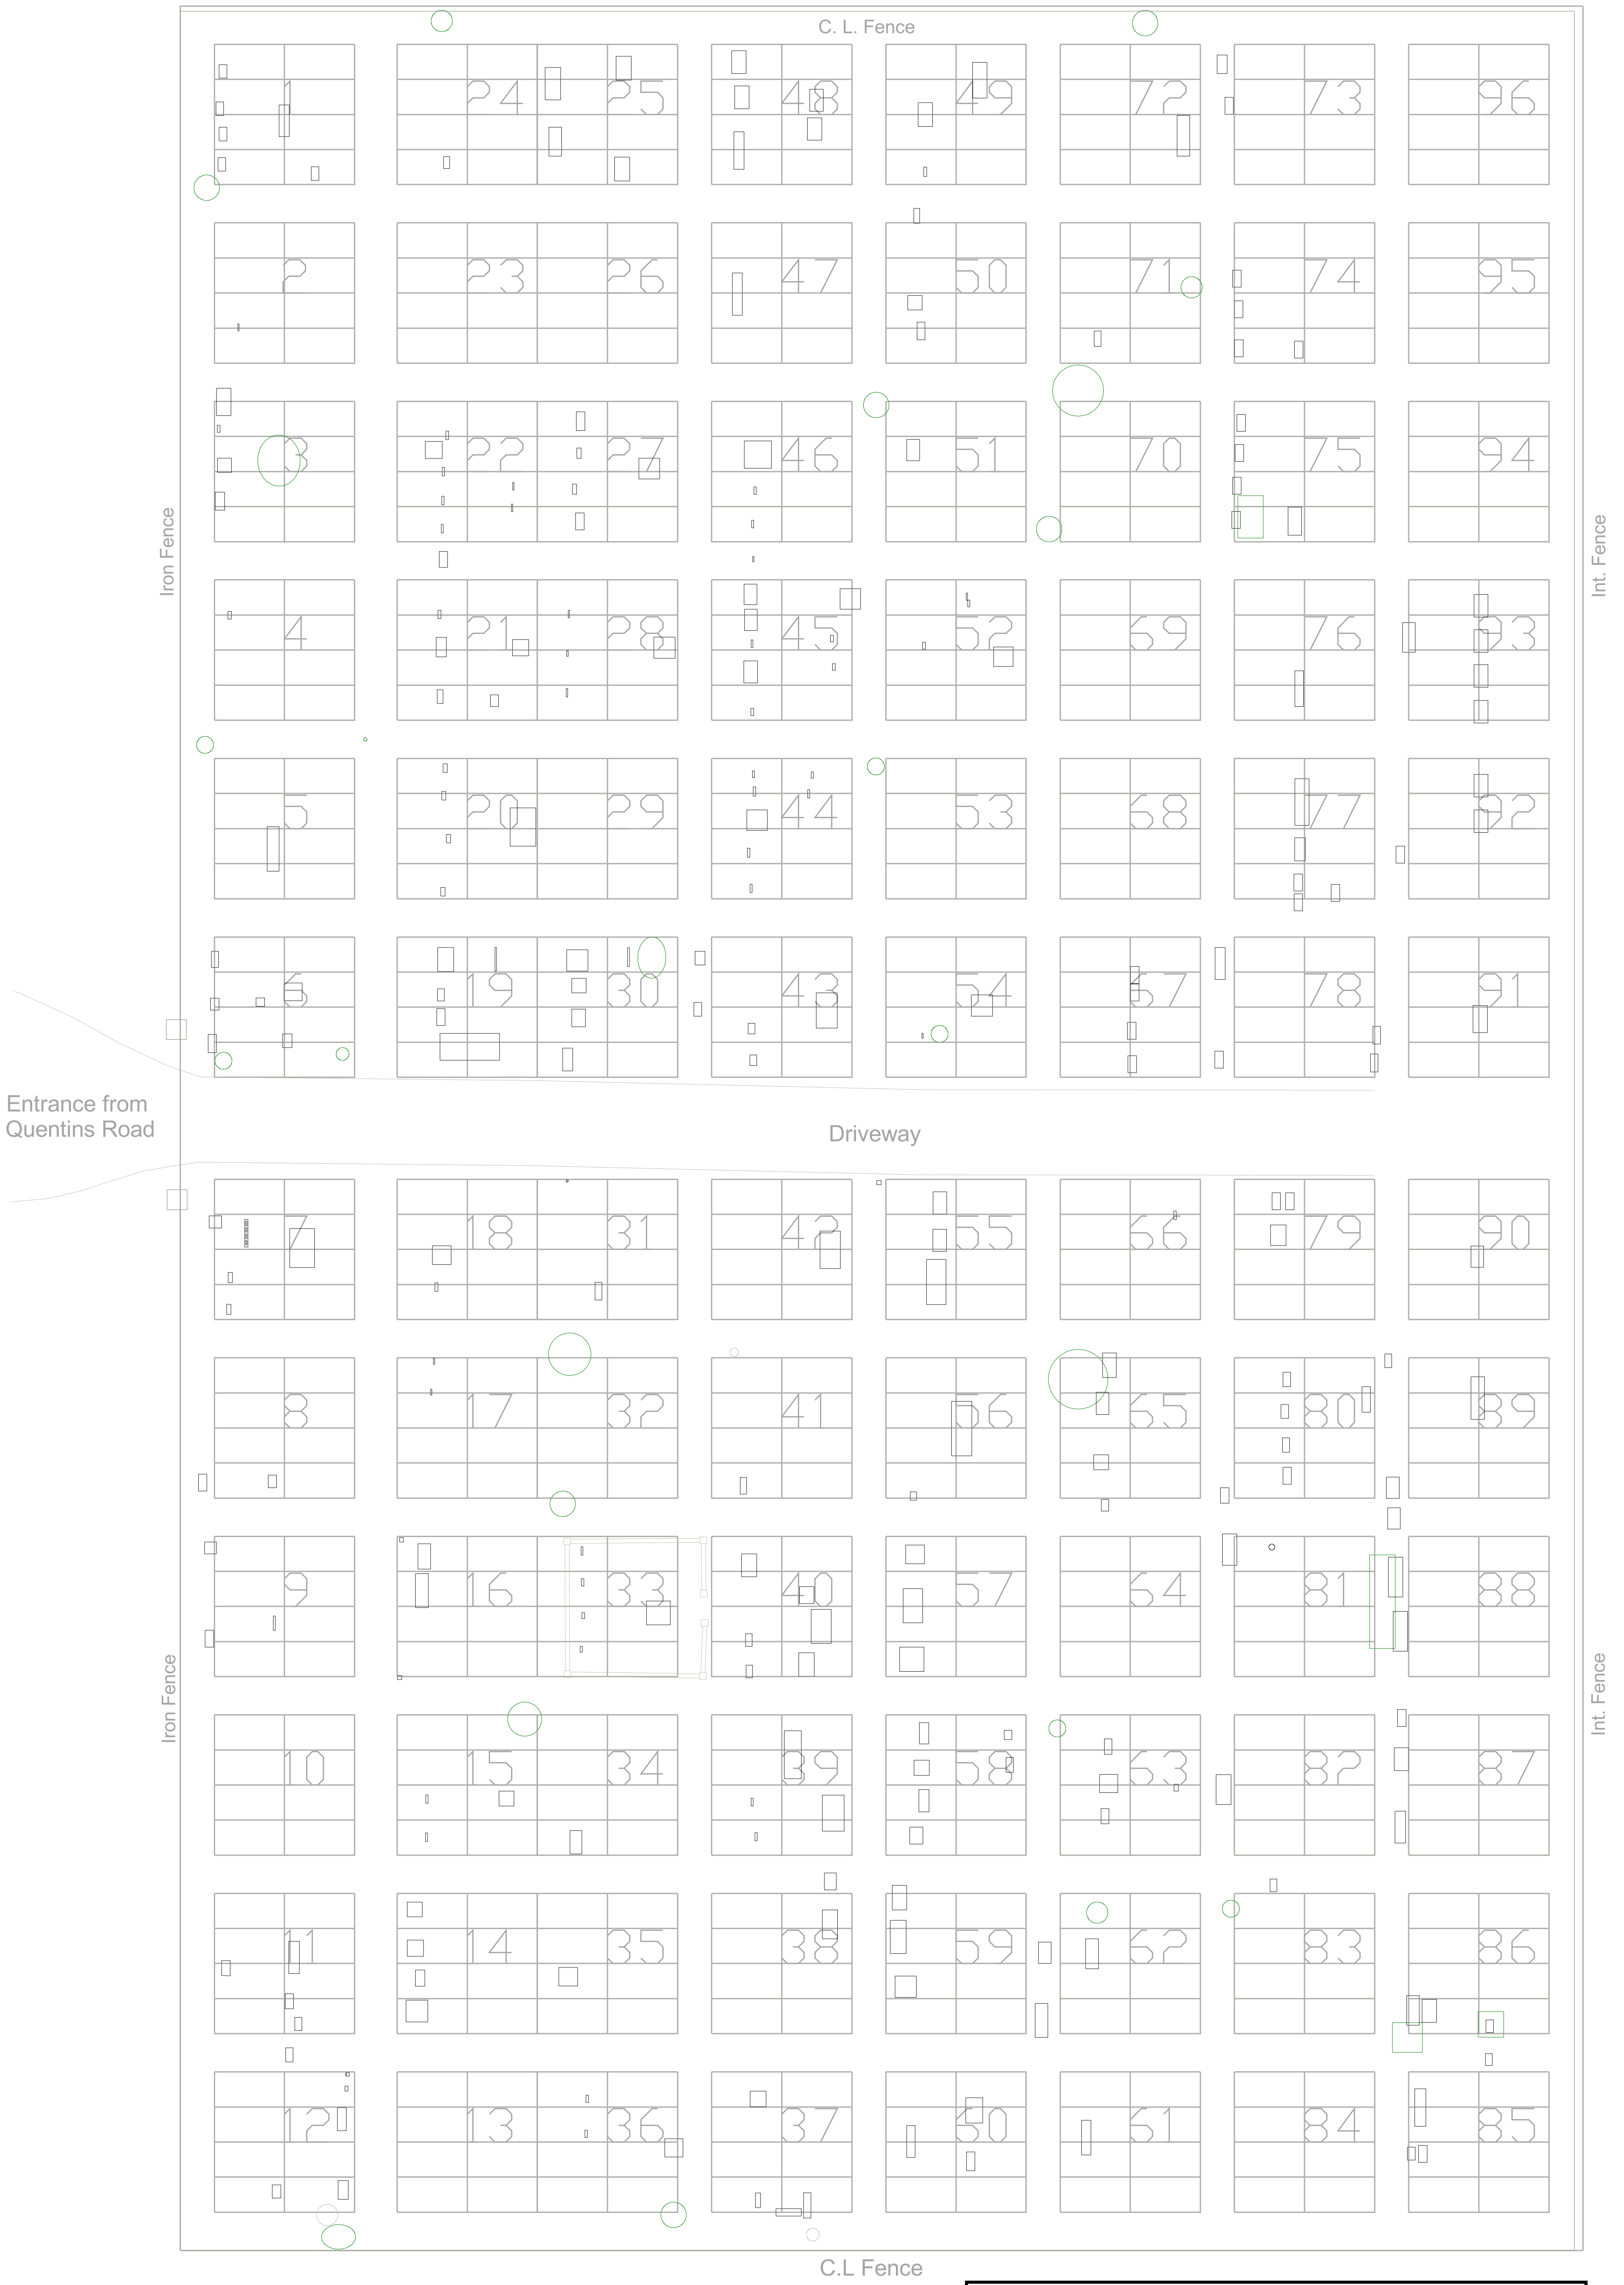 C. L. Fence
1 24 25 48 49 72 73 96
2 23 26 47 50 71 74 95
3 22 27 46 51 70 75 94
Iron Fence
Int. Fence
4 21 28 45 52 69 76 93
5 20 29 44 53 68 77 92
6 19 30 43 54 67 78 91
Entrance from
Quentins Road
Driveway
7 18 31 42 55 66 79 90
8 17 32 41 56 65 80 89
9 16 33 40 57 64 81 88
Iron Fence
Int. Fence
10 15 34 39 58 63 82 87
11 14 35 38 59 62 83 86
12 13 36 37 60 61 84 85
C.L Fence